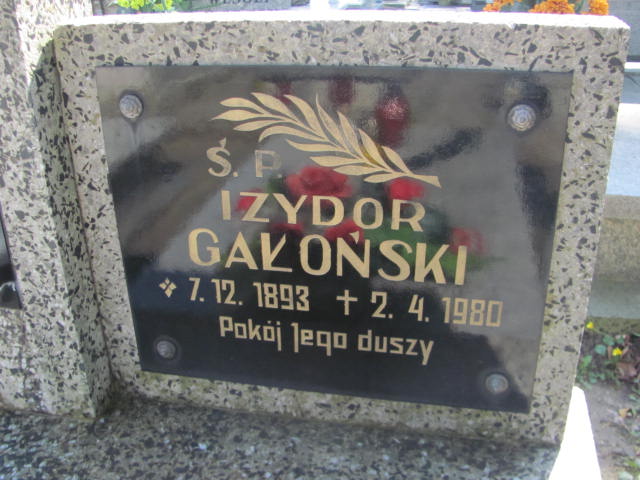 Ś. P.
IZYDOR
GAŁOŃSKI
7. 12. 1893 + 2. 4. 1980
Pokój Jego duszy